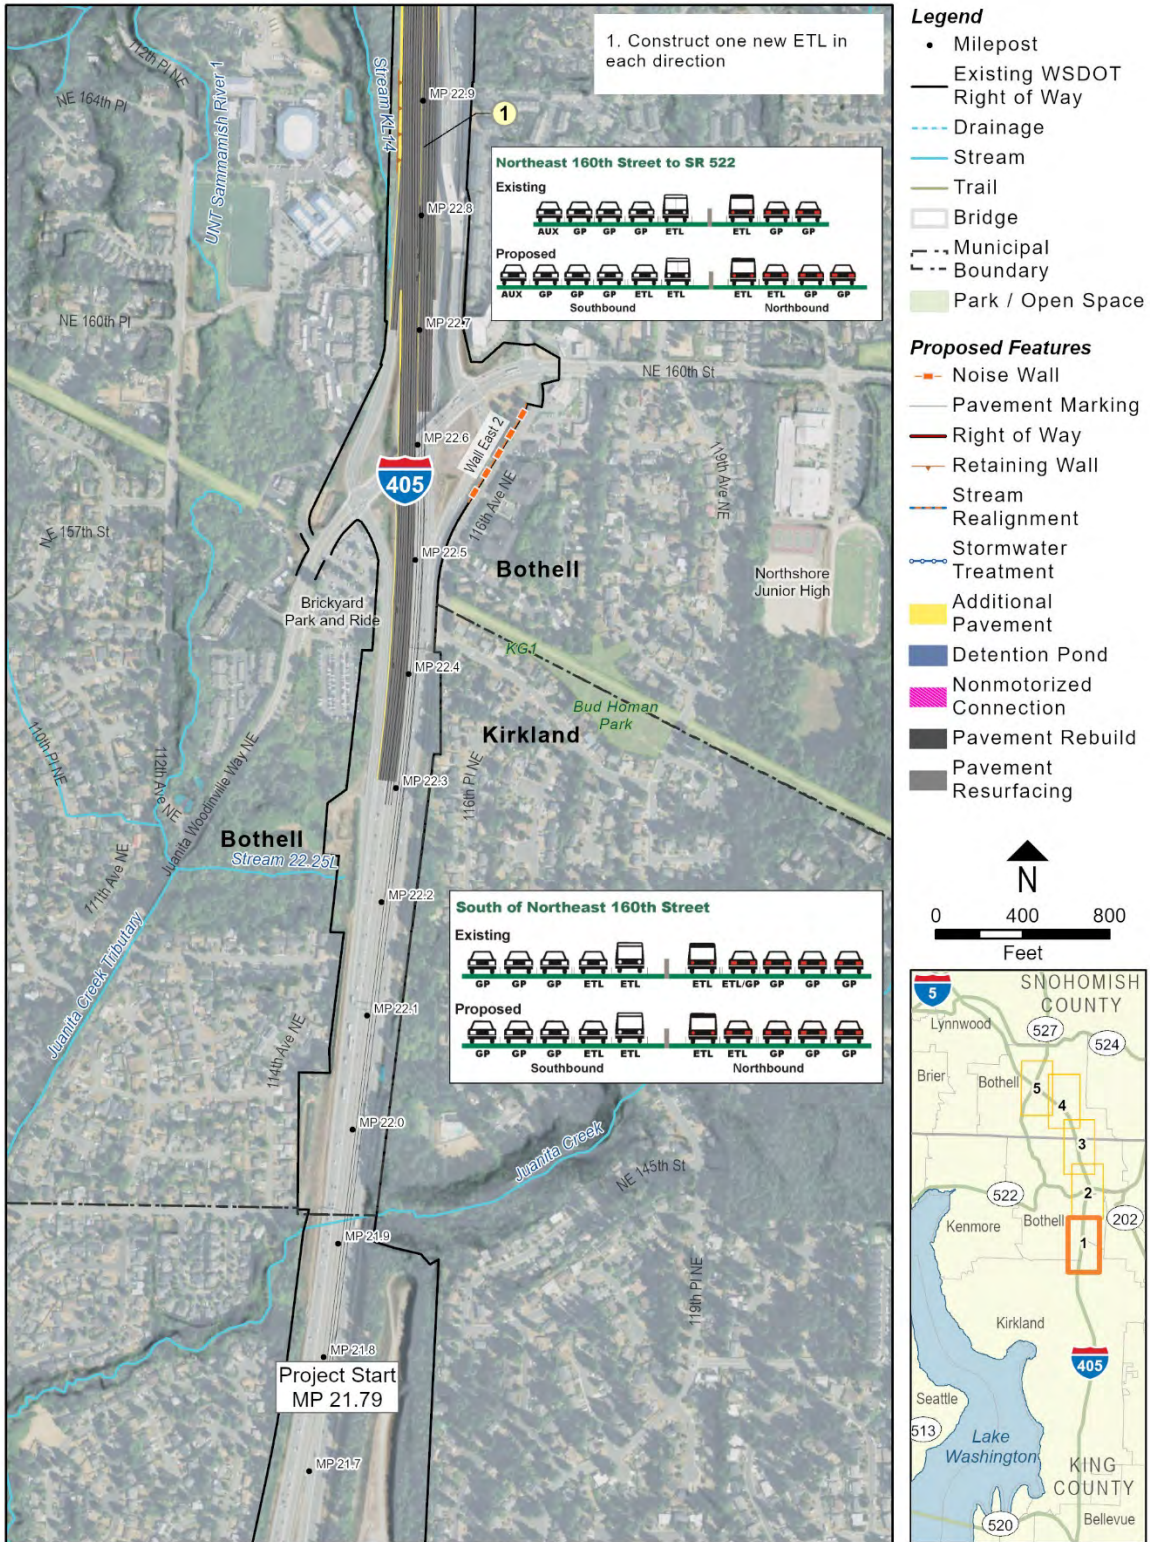 1. Construct one new ETL in
each direction
112th Pl NE
NE 164th Pl
UNT Sammamish River 1
Stream KL14
MP 22.9
1
Northeast 160th Street to SR 522
Existing
AUX GP GP GP ETL ETL GP GP
Proposed
AUX GP GP GP ETL ETL ETL ETL GP GP
Southbound Northbound
MP 22.8
MP 22.7
NE 160th Pl
NE 160th St
MP 22.6
Wall East 2
405
116th Ave NE
119th Ave NE
NE 157th St
MP 22.5
Bothell
Northshore
Junior High
Brickyard
Park and Ride
KG1
MP 22.4
Bud Homan
Park
Kirkland
110th Pl NE
112th Ave NE
Juanita Woodinville Way NE
116th Pl NE
MP 22.3
Bothell
Stream 22.25L
111th Ave NE
MP 22.2
South of Northeast 160th Street
Existing
GP GP GP ETL ETL ETL ETL/GP GP GP GP
Proposed
GP GP GP ETL ETL ETL ETL GP GP GP
Southbound Northbound
Juanita Creek Tributary
MP 22.1
114th Ave NE
MP 22.0
Juanita Creek
NE 145th St
MP 21.9
119th Pl NE
MP 21.8
Project Start
MP 21.79
MP 21.7
Legend
Milepost
Existing WSDOT
Right of Way
Drainage
Stream
Trail
Bridge
Municipal
Boundary
Park / Open Space
Proposed Features
Noise Wall
Pavement Marking
Right of Way
Retaining Wall
Stream
Realignment
Stormwater
Treatment
Additional
Pavement
Detention Pond
Nonmotorized
Connection
Pavement Rebuild
Pavement
Resurfacing
N
0 400 800
Feet
5
SNOHOMISH
COUNTY
Lynnwood
527
524
Brier
Bothell
5
4
3
2
522
Kenmore
Bothell
202
1
Kirkland
405
Seattle
513
Lake
Washington
KING
COUNTY
520
Bellevue